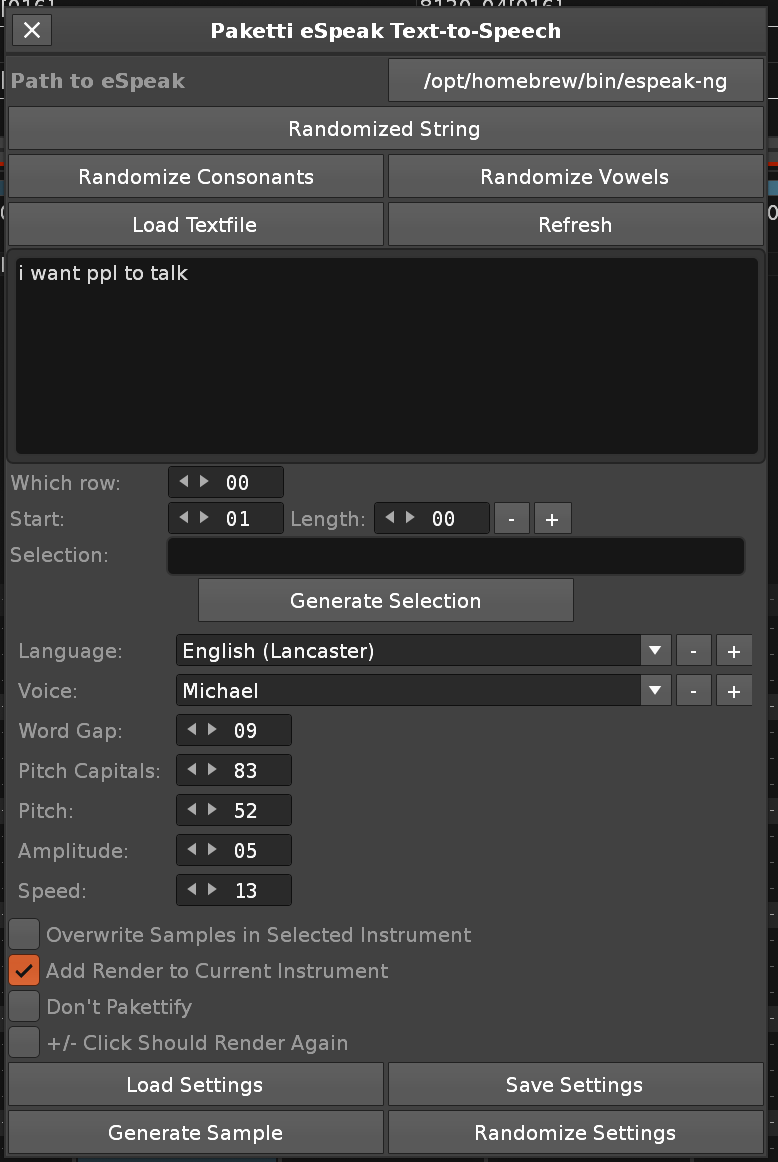 Paketti eSpeak Text-to-Speech
Path to eSpeak /opt/homebrew/bin/espeak-ng
Randomized String
Randomize Consonants Randomize Vowels
Load Textfile Refresh
i want ppl to talk
Which row: 00
Start: 01 Length: 00 - +
Selection:
Generate Selection
Language: English (Lancaster) - +
Voice: Michael - +
Word Gap: 09
Pitch Capitals: 83
Pitch: 52
Amplitude: 05
Speed: 13
Overwrite Samples in Selected Instrument
Add Render to Current Instrument
Don't Pakettify
+/- Click Should Render Again
Load Settings Save Settings
Generate Sample Randomize Settings